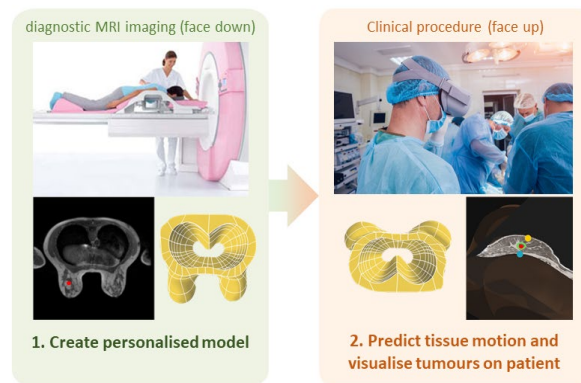 diagnostic MRI imaging (face down)
1. Create personalised model
Clinical procedure (face up)
2. Predict tissue motion and
visualise tumours on patient